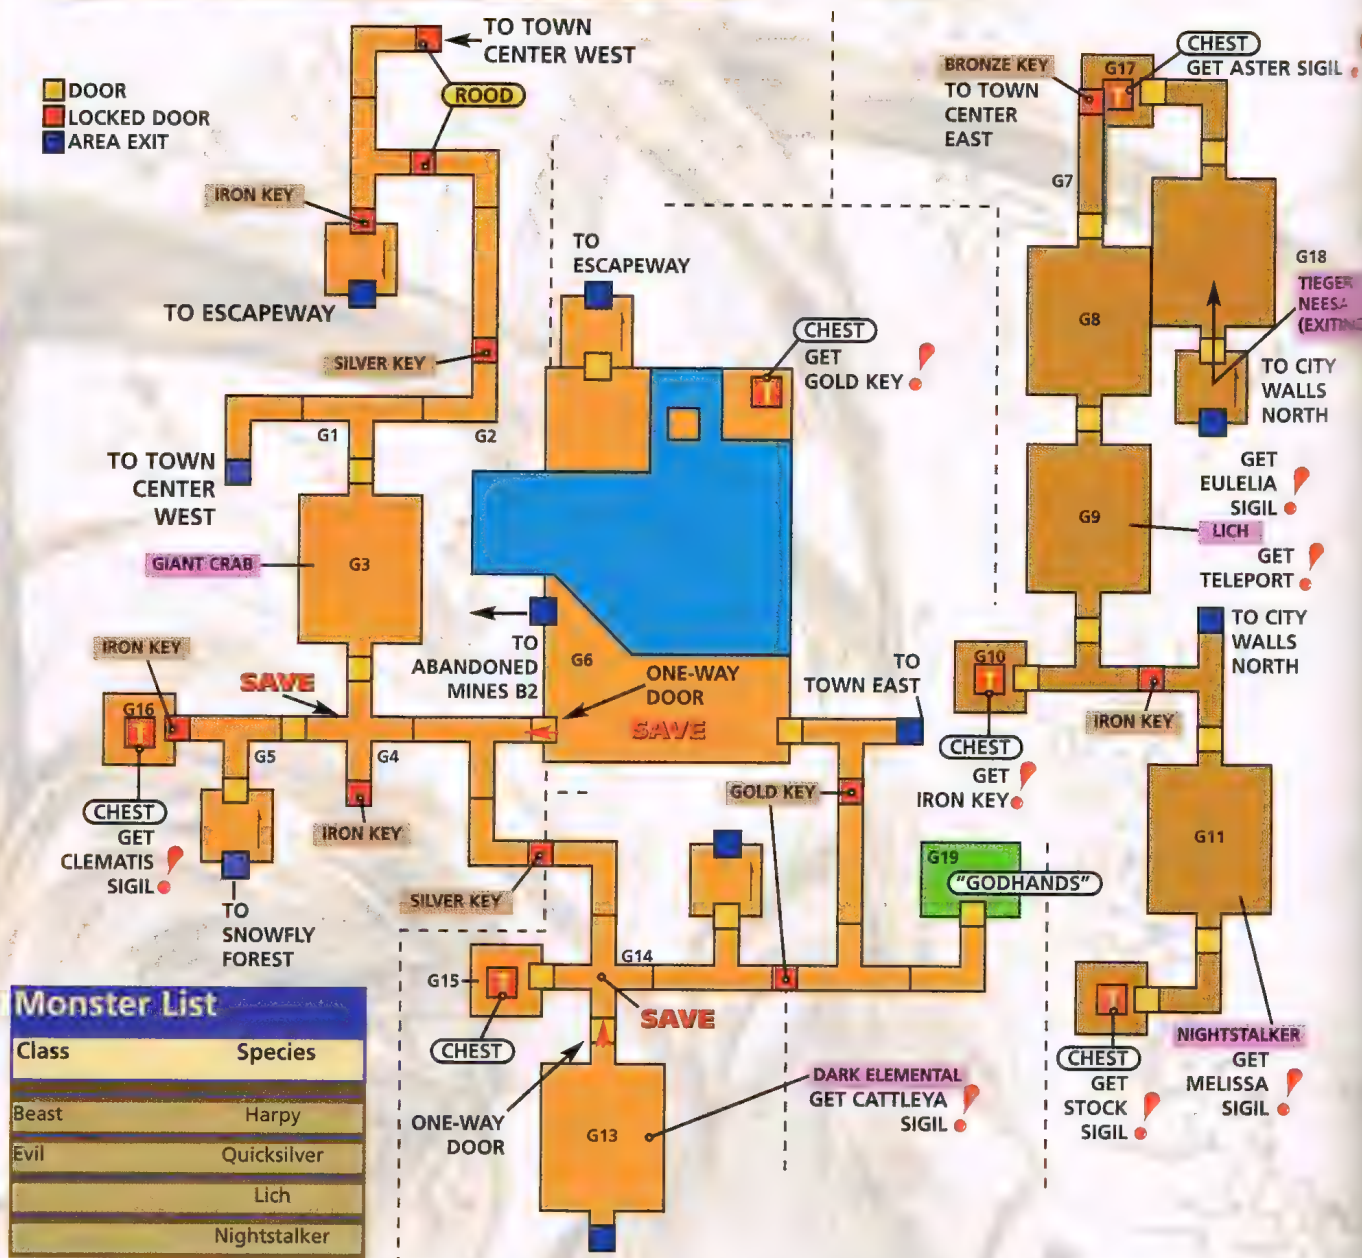 TO TOWN
CENTER WEST
DOOR
LOCKED DOOR
AREA EXIT
ROOD
IRON KEY
TO ESCAPEWAY
SILVER KEY
G1
G2
TO TOWN
CENTER
WEST
GIANT CRAB
G3
IRON KEY
SAVE
G16
G5
G4
CHEST
GET
CLEMATIS
SIGIL
IRON KEY
TO
SNOWFLY
FOREST
TO
ESCAPEWAY
CHEST
GET
GOLD KEY
TO
ABANDONED
MINES B2
G6
ONE-WAY
DOOR
SAVE
TO
TOWN EAST
GOLD KEY
SILVER KEY
G19
"GODHANDS"
G14
G15
CHEST
SAVE
ONE-WAY
DOOR
G13
DARK ELEMENTAL
GET CATTLEYA
SIGIL
BRONZE KEY
TO TOWN
CENTER
EAST
G17
CHEST
GET ASTER SIGIL
G7
G8
G18
TIEGER
NEESA
TO CITY
WALLS
NORTH
G9
GET
EULELIA
SIGIL
LICH
GET
TELEPORT
TO CITY
WALLS
NORTH
G10
IRON KEY
CHEST
GET
IRON KEY
G11
NIGHTSTALKER
GET
MELISSA
SIGIL
CHEST
GET
STOCK
SIGIL
Monster List
Class Species
Beast Harpy
Evil Quicksilver
Lich
Nightstalker